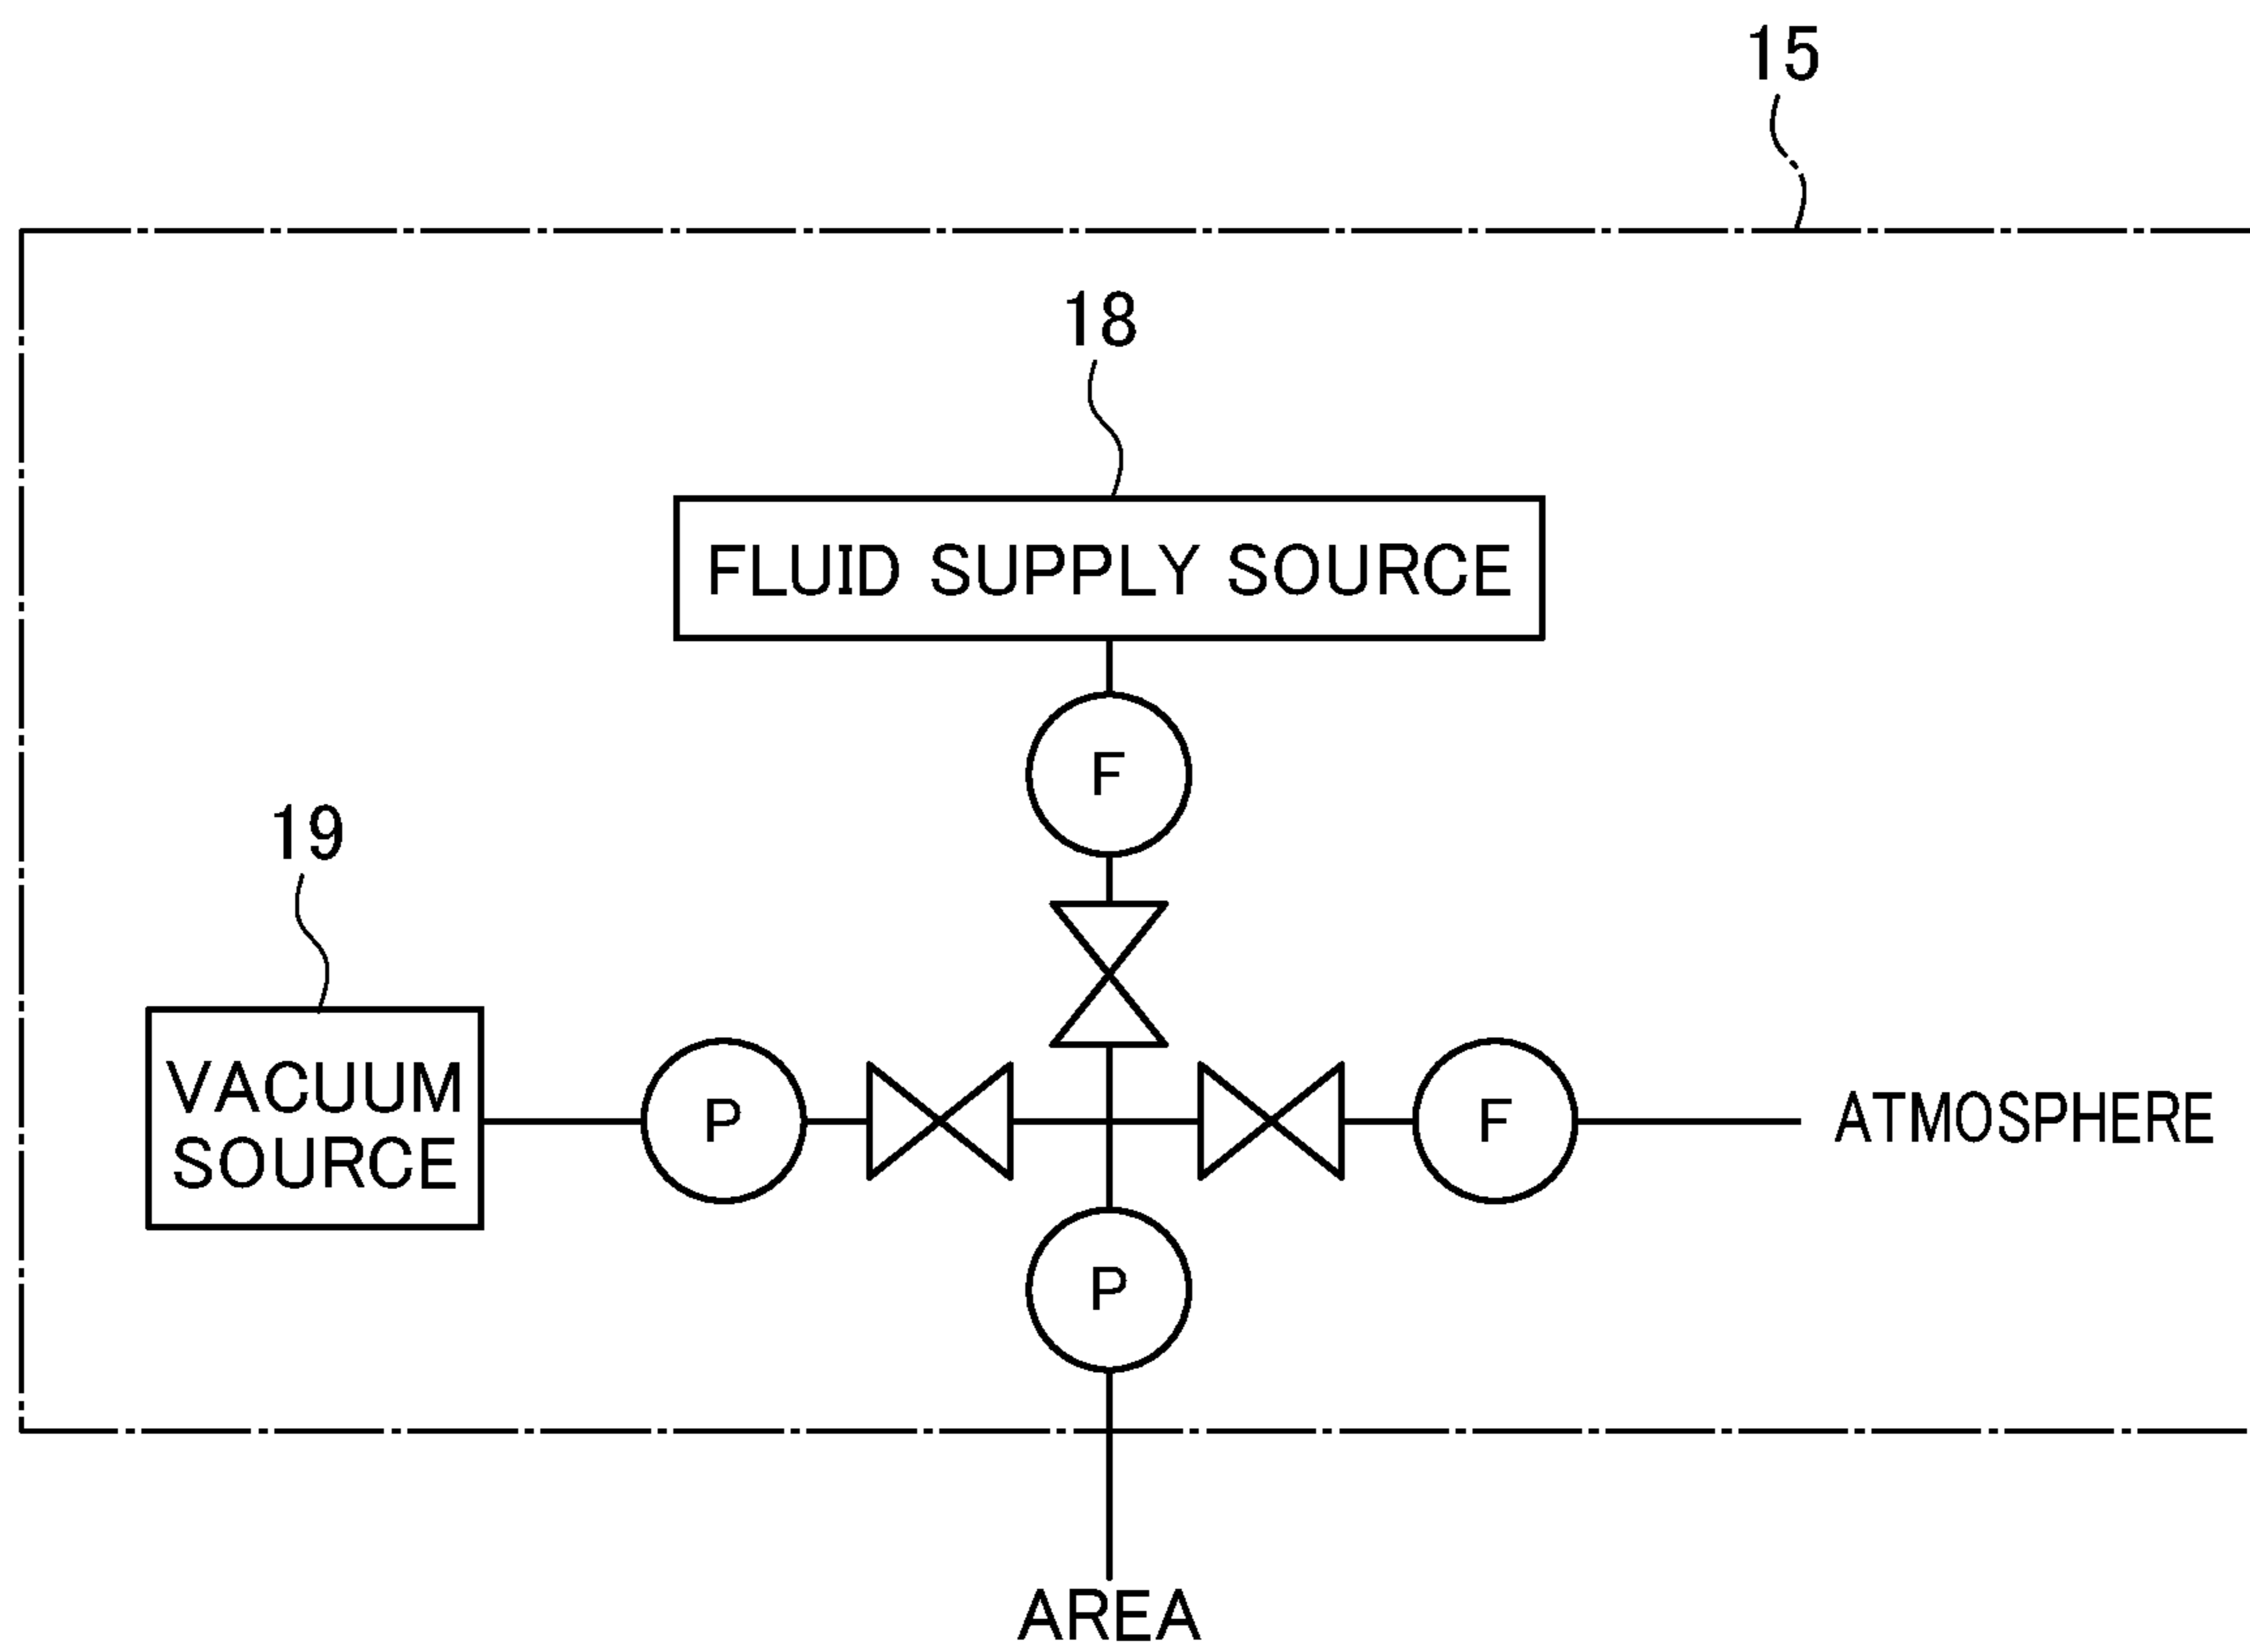 15
18
FLUID SUPPLY SOURCE
F
19
VACUUM
SOURCE
P
F
ATMOSPHERE
P
AREA